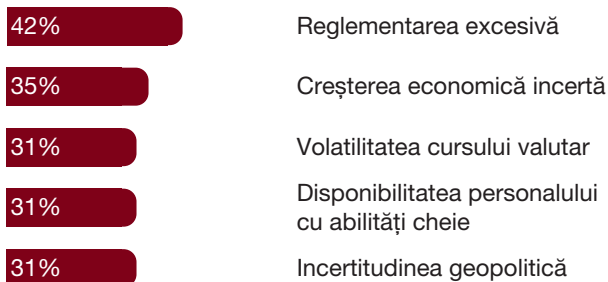 42% Reglementarea excesivă
35% Creșterea economică incertă
31% Volatilitatea cursului valutar
31% Disponibilitatea personalului
cu abilități cheie
31% Incertitudinea geopolitică